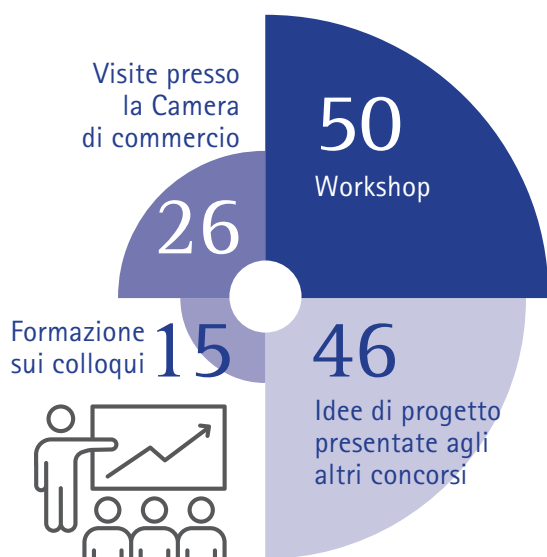 Visite presso
la Camera
di commercio
26
50
Workshop
Formazione
sui colloqui
15
46
Idee di progetto
presentate agli
altri concorsi